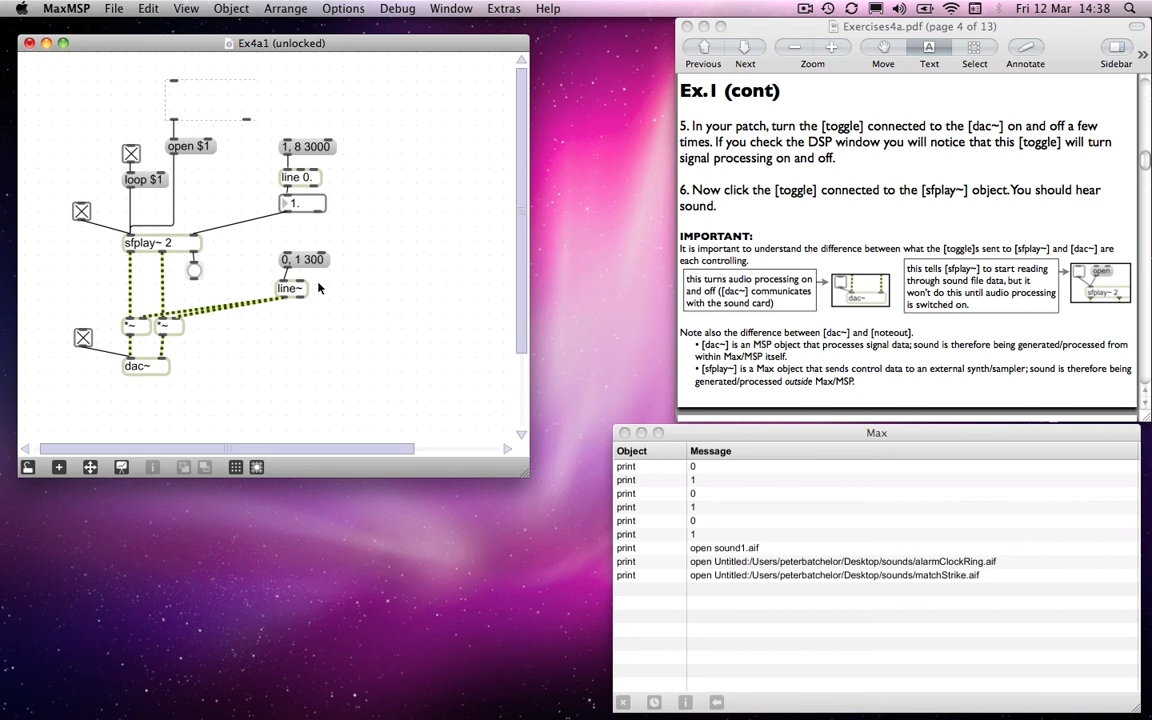 MaxMSP File Edit View Object Arrange Options Debug Window Extras Help Fri 12 Mar 14:38
Ex4a1 (unlocked)
open $1
1, 8 3000
loop $1
line 0.
1.
sfplay~ 2
0, 1 300
line~
*~ *~
dac~
Exercises4a.pdf (page 4 of 13)
Previous Next Zoom Move Text Select Annotate Sidebar
Ex.1 (cont)
5. In your patch, turn the [toggle] connected to the [dac~] on and off a few
times. If you check the DSP window you will notice that this [toggle] will turn
signal processing on and off.
6. Now click the [toggle] connected to the [sfplay~] object. You should hear
sound.
IMPORTANT:
It is important to understand the difference between what the [toggle]s sent to [sfplay~] and [dac~] are
each controlling.
this turns audio processing on
and off ([dac~] communicates
with the sound card)
dac~
this tells [sfplay~] to start reading
through sound file data, but it
won't do this until audio processing
is switched on.
open
sfplay~ 2
Note also the difference between [dac~] and [noteout].
• [dac~] is an MSP object that processes signal data; sound is therefore being generated/processed from
within Max/MSP itself.
• [sfplay~] is a Max object that sends control data to an external synth/sampler; sound is therefore being
generated/processed outside Max/MSP.
Max
Object Message
print 0
print 1
print 0
print 1
print 0
print 1
print open sound1.aif
print open Untitled:/Users/peterbatchelor/Desktop/sounds/alarmClockRing.aif
print open Untitled:/Users/peterbatchelor/Desktop/sounds/matchStrike.aif